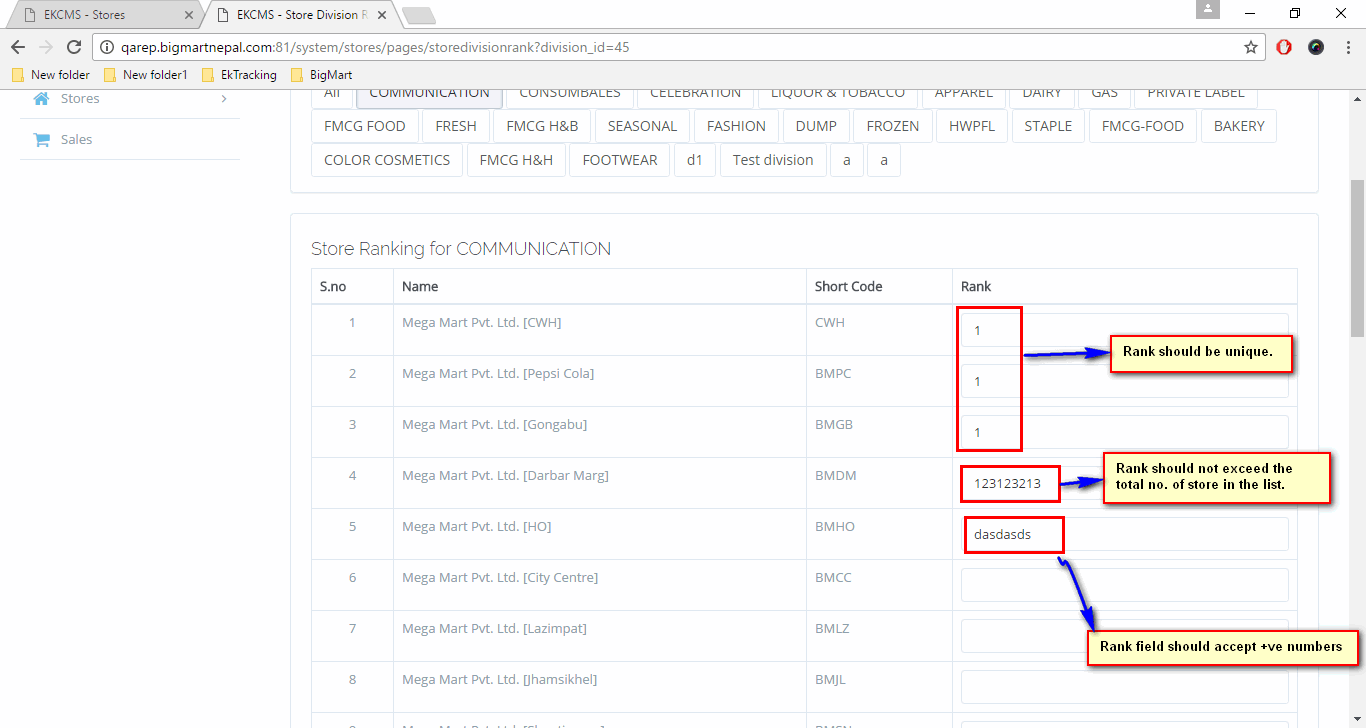 EKCMS - Stores
EKCMS - Store Division R
qarep.bigmartnepal.com:81/system/stores/pages/storedivisionrank?division_id=45
New folder New folder1 EkTracking BigMart
Stores
Sales
All COMMUNICATION CONSUMBALES CELEBRATION LIQUOR & TOBACCO APPAREL DAIRY GAS PRIVATE LABEL
FMCG FOOD FRESH FMCG H&B SEASONAL FASHION DUMP FROZEN HWPFL STAPLE FMCG-FOOD BAKERY
COLOR COSMETICS FMCG H&H FOOTWEAR d1 Test division a a
Store Ranking for COMMUNICATION
S.no Name Short Code Rank
1 Mega Mart Pvt. Ltd. [CWH] CWH 1
Rank should be unique.
2 Mega Mart Pvt. Ltd. [Pepsi Cola] BMPC 1
3 Mega Mart Pvt. Ltd. [Gongabu] BMGB 1
4 Mega Mart Pvt. Ltd. [Darbar Marg] BMDM 123123213
Rank should not exceed the
total no. of store in the list.
5 Mega Mart Pvt. Ltd. [HO] BMHO dasdasds
6 Mega Mart Pvt. Ltd. [City Centre] BMCC
7 Mega Mart Pvt. Ltd. [Lazimpat] BMLZ
Rank field should accept +ve numbers
8 Mega Mart Pvt. Ltd. [Jhamsikhel] BMJL